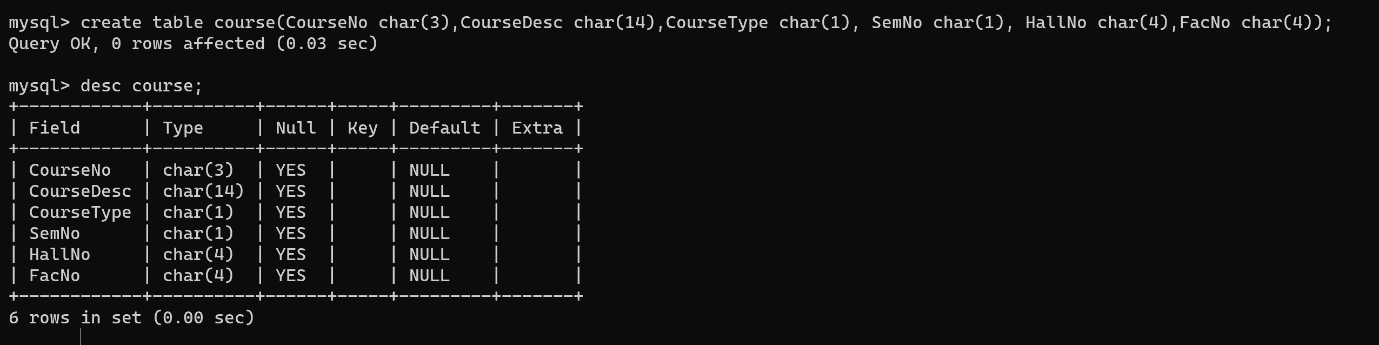 mysql> create table course(CourseNo char(3),CourseDesc char(14),CourseType char(1), SemNo char(1), HallNo char(4),FacNo char(4));
Query OK, 0 rows affected (0.03 sec)
mysql> desc course;
+------------+----------+------+-----+---------+-------+
| Field      | Type     | Null | Key | Default | Extra |
+------------+----------+------+-----+---------+-------+
| CourseNo   | char(3)  | YES  |     | NULL    |       |
| CourseDesc | char(14) | YES  |     | NULL    |       |
| CourseType | char(1)  | YES  |     | NULL    |       |
| SemNo      | char(1)  | YES  |     | NULL    |       |
| HallNo     | char(4)  | YES  |     | NULL    |       |
| FacNo      | char(4)  | YES  |     | NULL    |       |
+------------+----------+------+-----+---------+-------+
6 rows in set (0.00 sec)